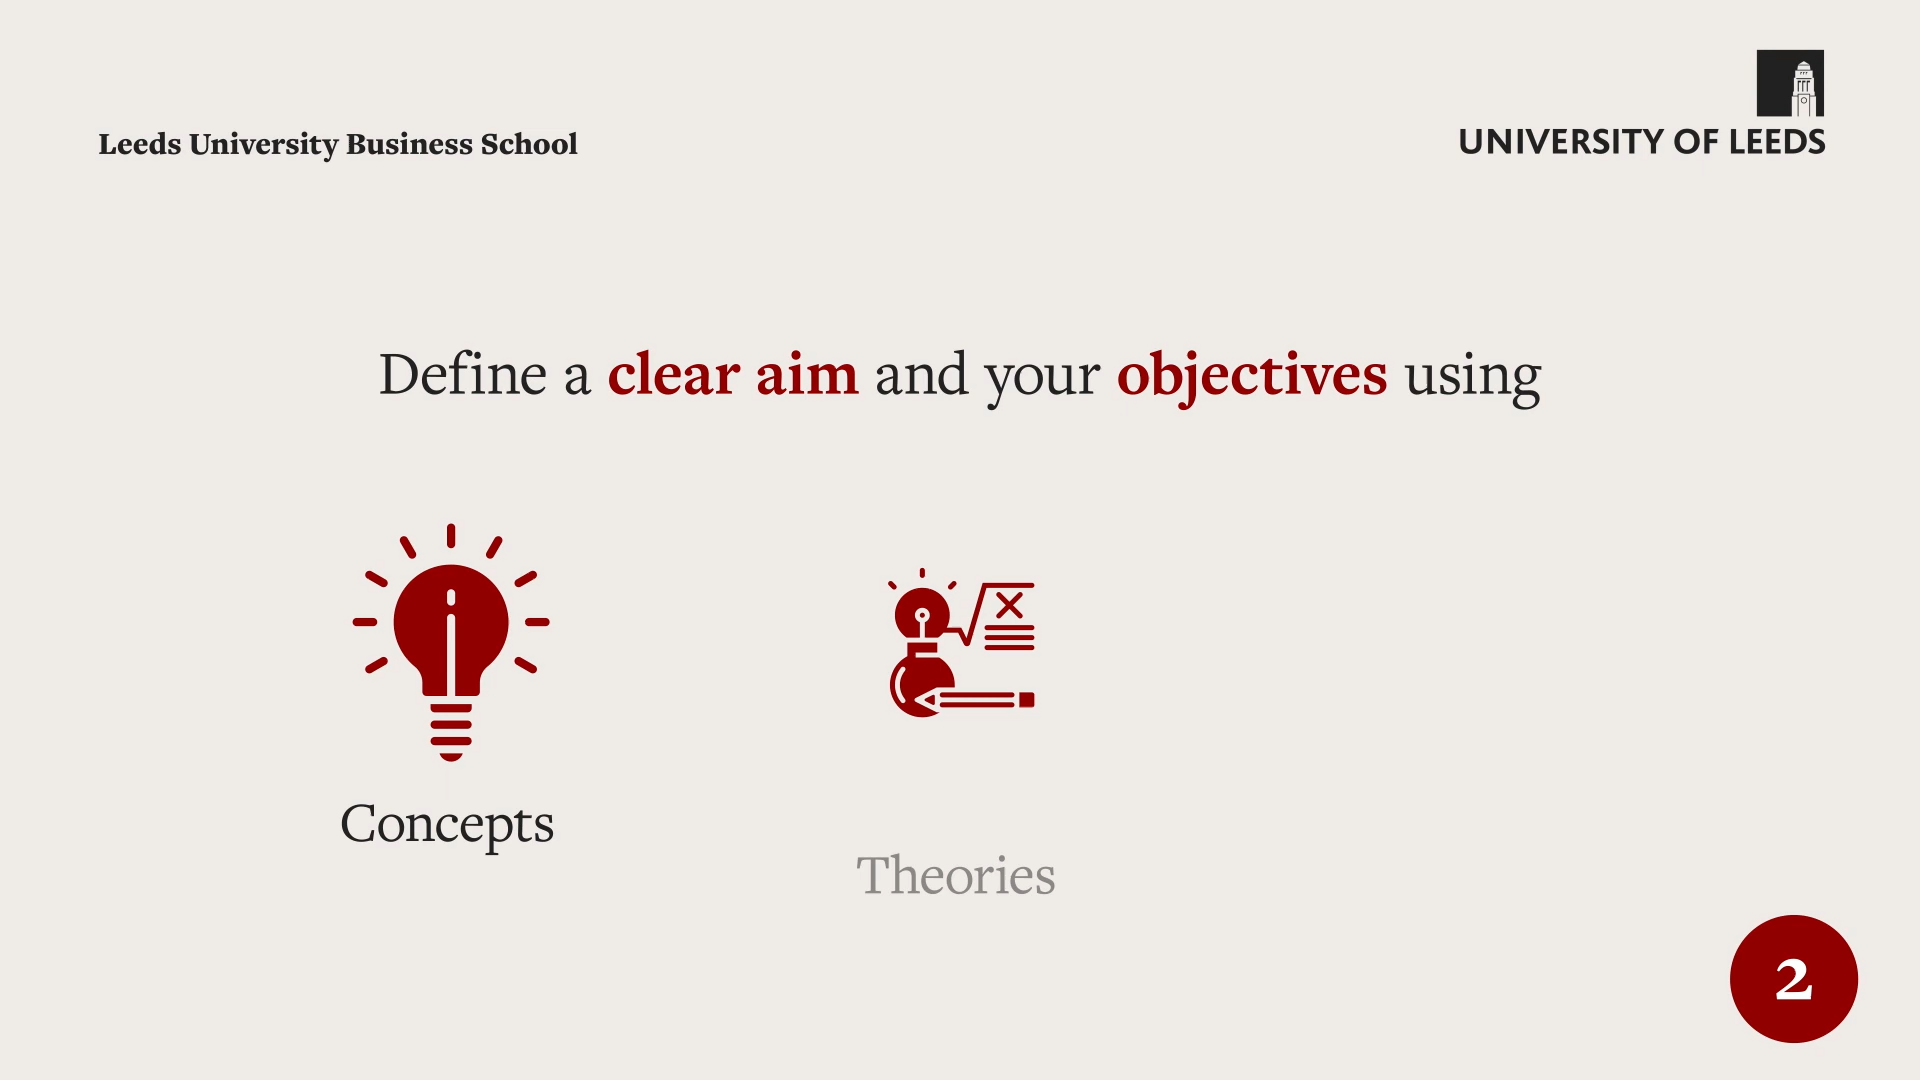 Leeds University Business School
UNIVERSITY OF LEEDS
Define a clear aim and your objectives using
Concepts
Theories
2